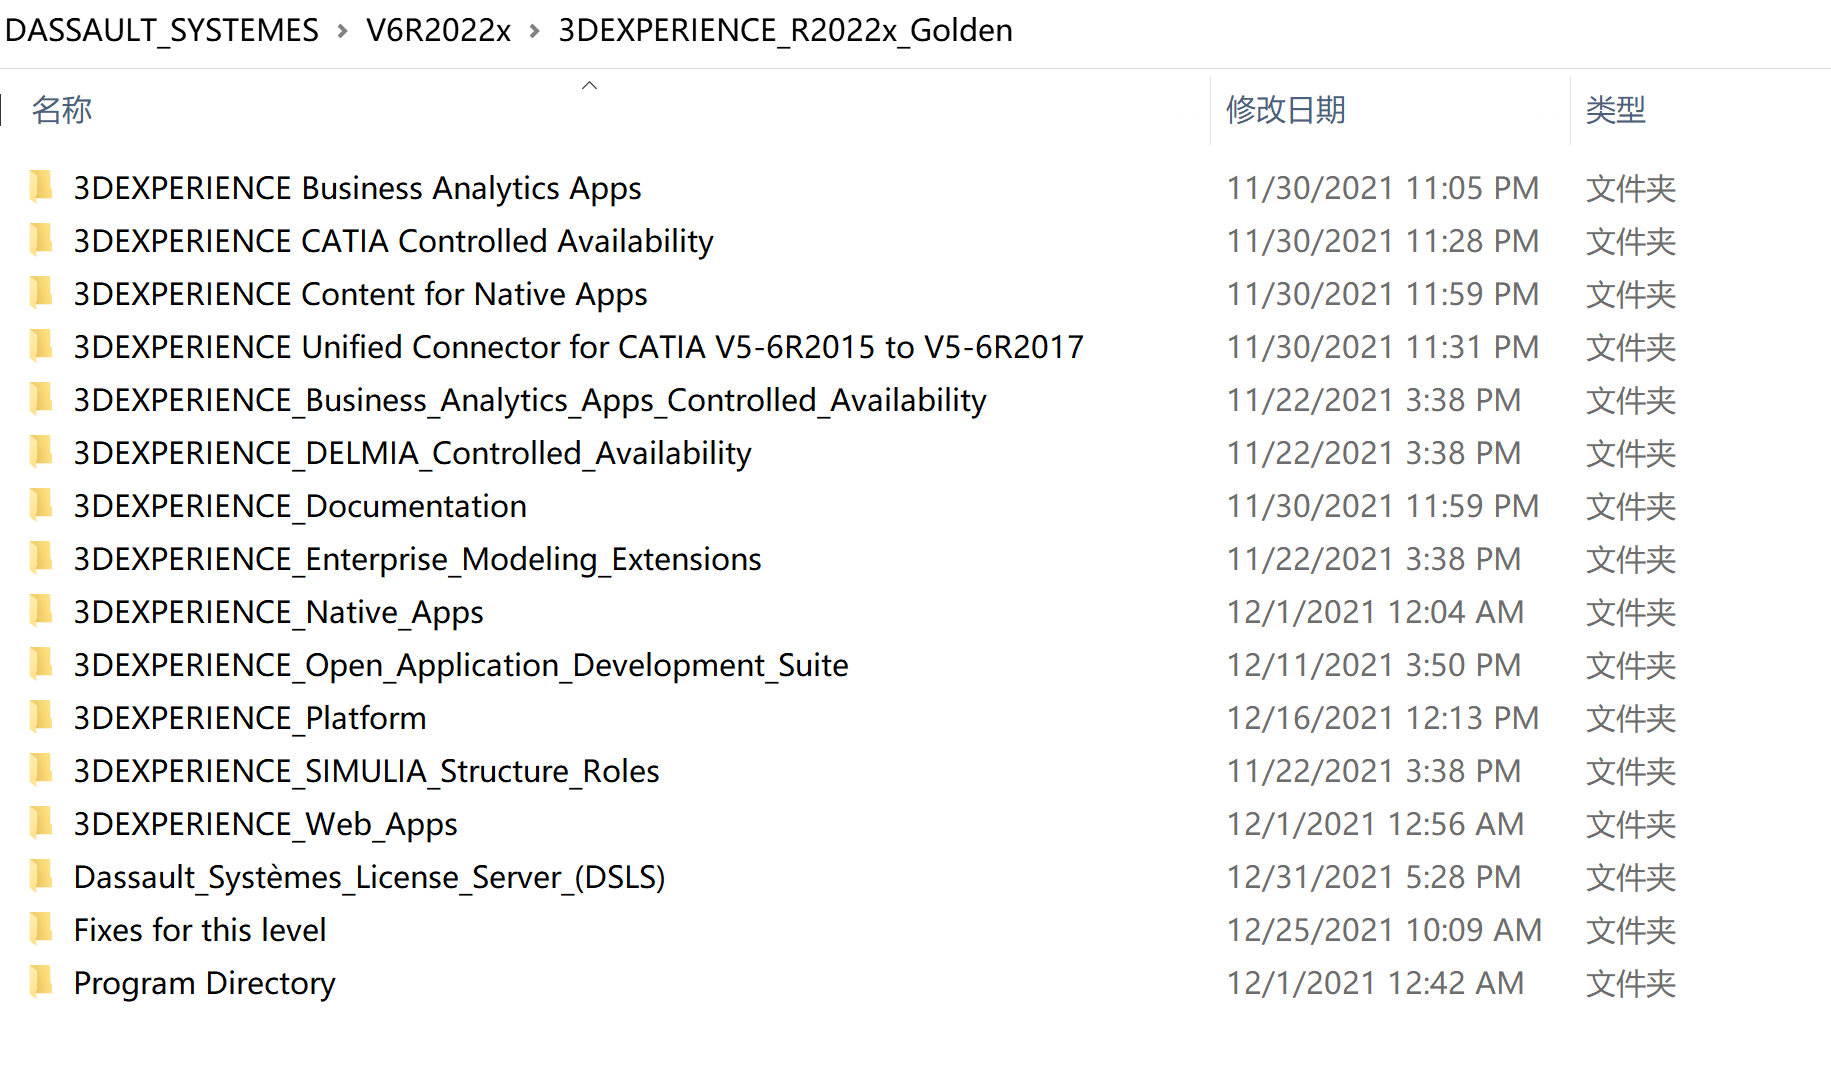 DASSAULT_SYSTEMES › V6R2022x › 3DEXPERIENCE_R2022x_Golden
名称 修改日期 类型
3DEXPERIENCE Business Analytics Apps 11/30/2021 11:05 PM 文件夹
3DEXPERIENCE CATIA Controlled Availability 11/30/2021 11:28 PM 文件夹
3DEXPERIENCE Content for Native Apps 11/30/2021 11:59 PM 文件夹
3DEXPERIENCE Unified Connector for CATIA V5-6R2015 to V5-6R2017 11/30/2021 11:31 PM 文件夹
3DEXPERIENCE_Business_Analytics_Apps_Controlled_Availability 11/22/2021 3:38 PM 文件夹
3DEXPERIENCE_DELMIA_Controlled_Availability 11/22/2021 3:38 PM 文件夹
3DEXPERIENCE_Documentation 11/30/2021 11:59 PM 文件夹
3DEXPERIENCE_Enterprise_Modeling_Extensions 11/22/2021 3:38 PM 文件夹
3DEXPERIENCE_Native_Apps 12/1/2021 12:04 AM 文件夹
3DEXPERIENCE_Open_Application_Development_Suite 12/11/2021 3:50 PM 文件夹
3DEXPERIENCE_Platform 12/16/2021 12:13 PM 文件夹
3DEXPERIENCE_SIMULIA_Structure_Roles 11/22/2021 3:38 PM 文件夹
3DEXPERIENCE_Web_Apps 12/1/2021 12:56 AM 文件夹
Dassault_Systèmes_License_Server_(DSLS) 12/31/2021 5:28 PM 文件夹
Fixes for this level 12/25/2021 10:09 AM 文件夹
Program Directory 12/1/2021 12:42 AM 文件夹